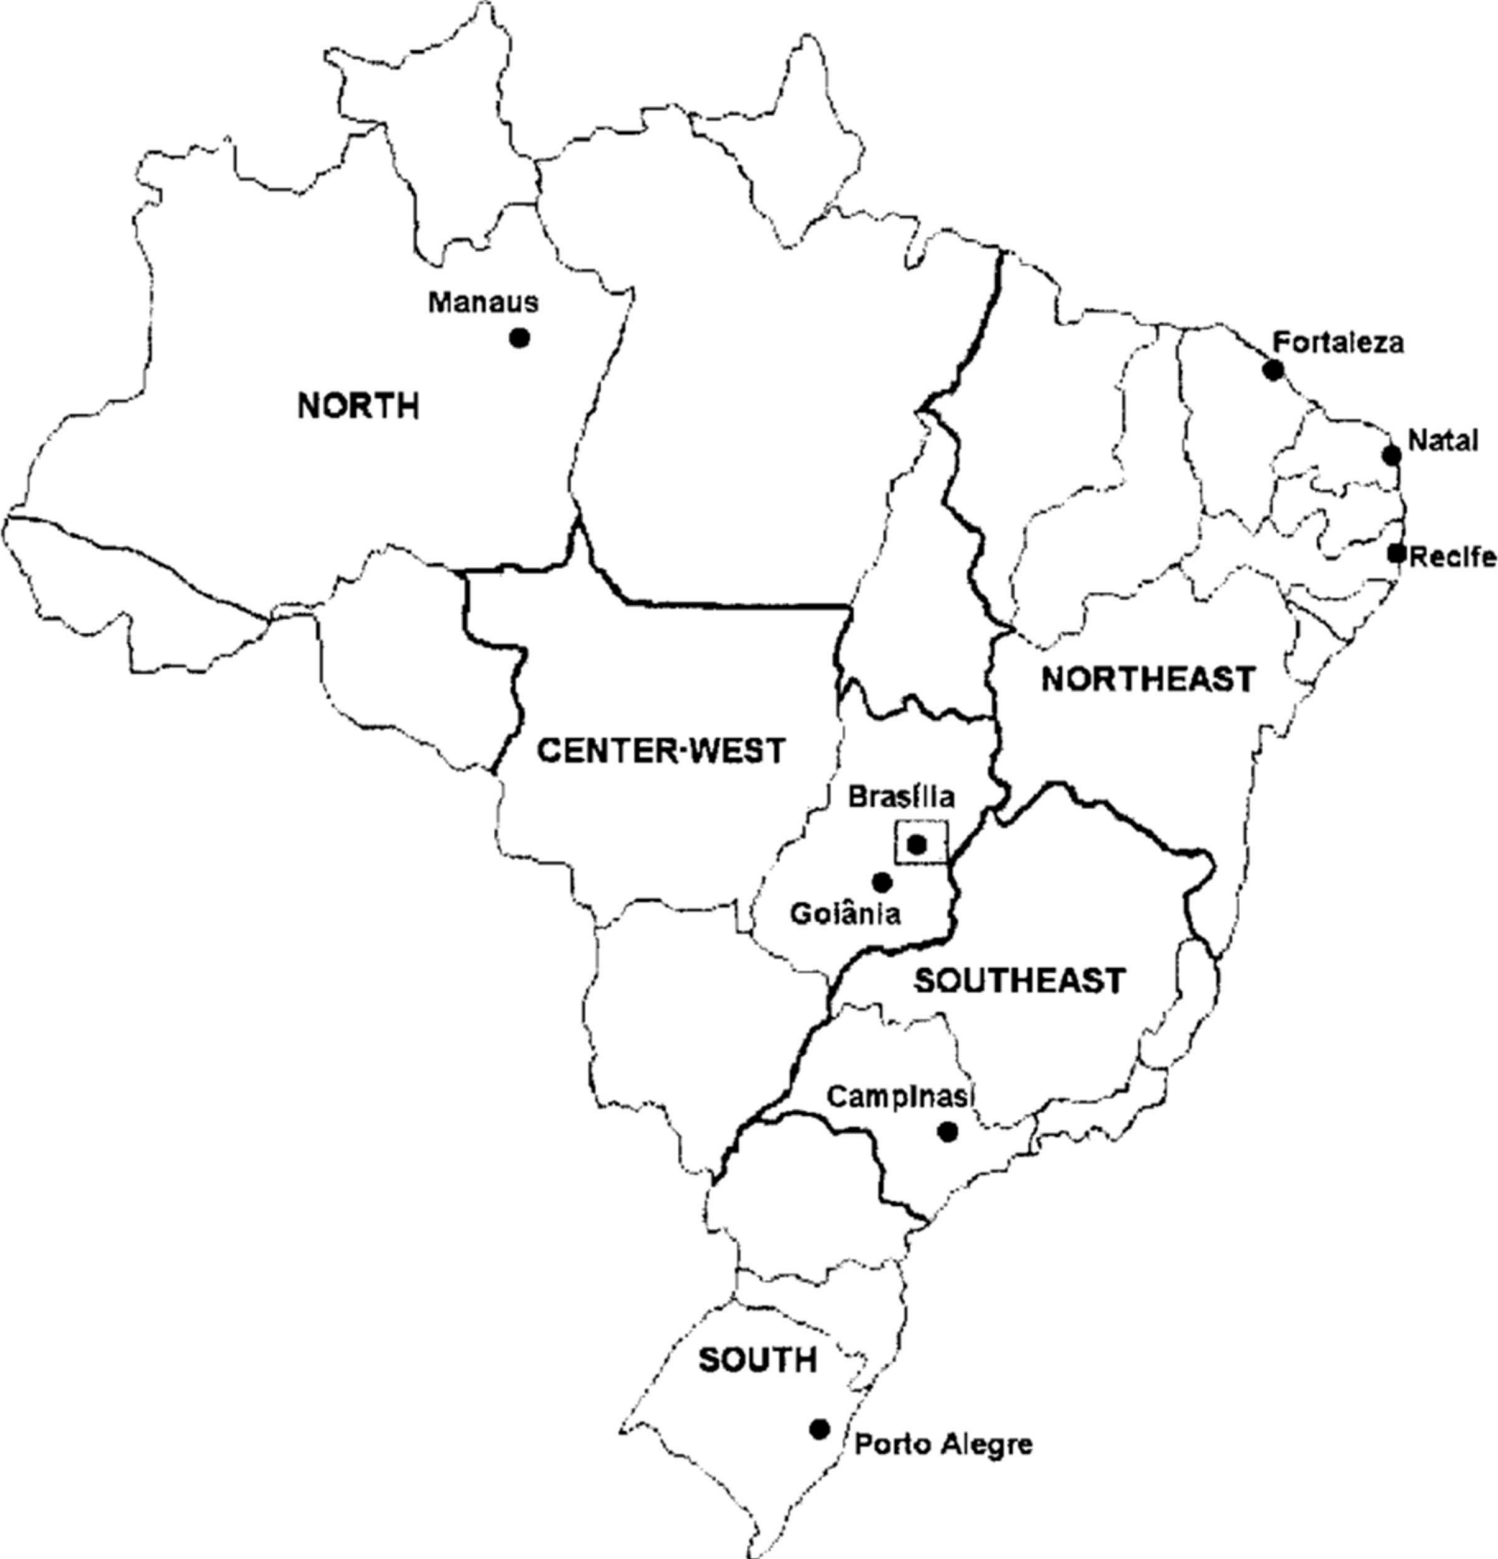 Manaus
Fortaleza
NORTH
Natal
Recife
NORTHEAST
CENTER-WEST
Brasília
Goiânia
SOUTHEAST
Campinas
SOUTH
Porto Alegre